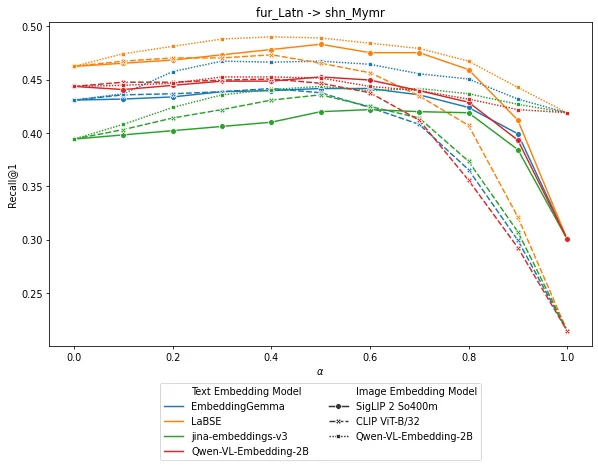 fur_Latn -> shn_Mymr
Recall@1
0.50
0.45
0.40
0.35
0.30
0.25
0.0
0.2
0.4
0.6
0.8
1.0
α
Text Embedding Model
EmbeddingGemma
LaBSE
jina-embeddings-v3
Qwen-VL-Embedding-2B
Image Embedding Model
SigLIP 2 So400m
CLIP ViT-B/32
Qwen-VL-Embedding-2B